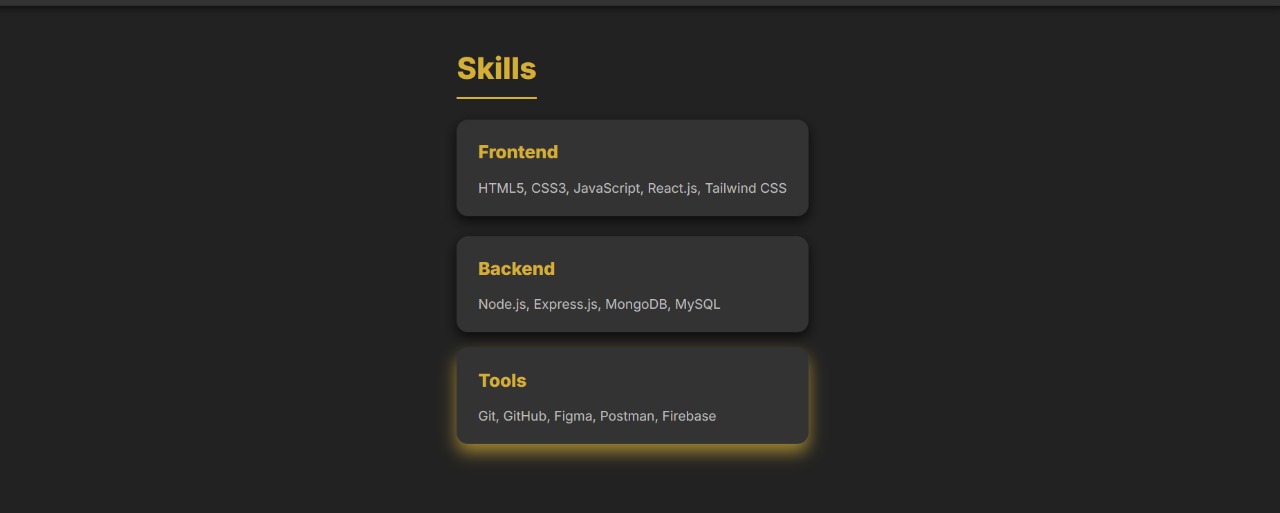 Skills
Frontend
HTML5, CSS3, JavaScript, React.js, Tailwind CSS
Backend
Node.js, Express.js, MongoDB, MySQL
Tools
Git, GitHub, Figma, Postman, Firebase